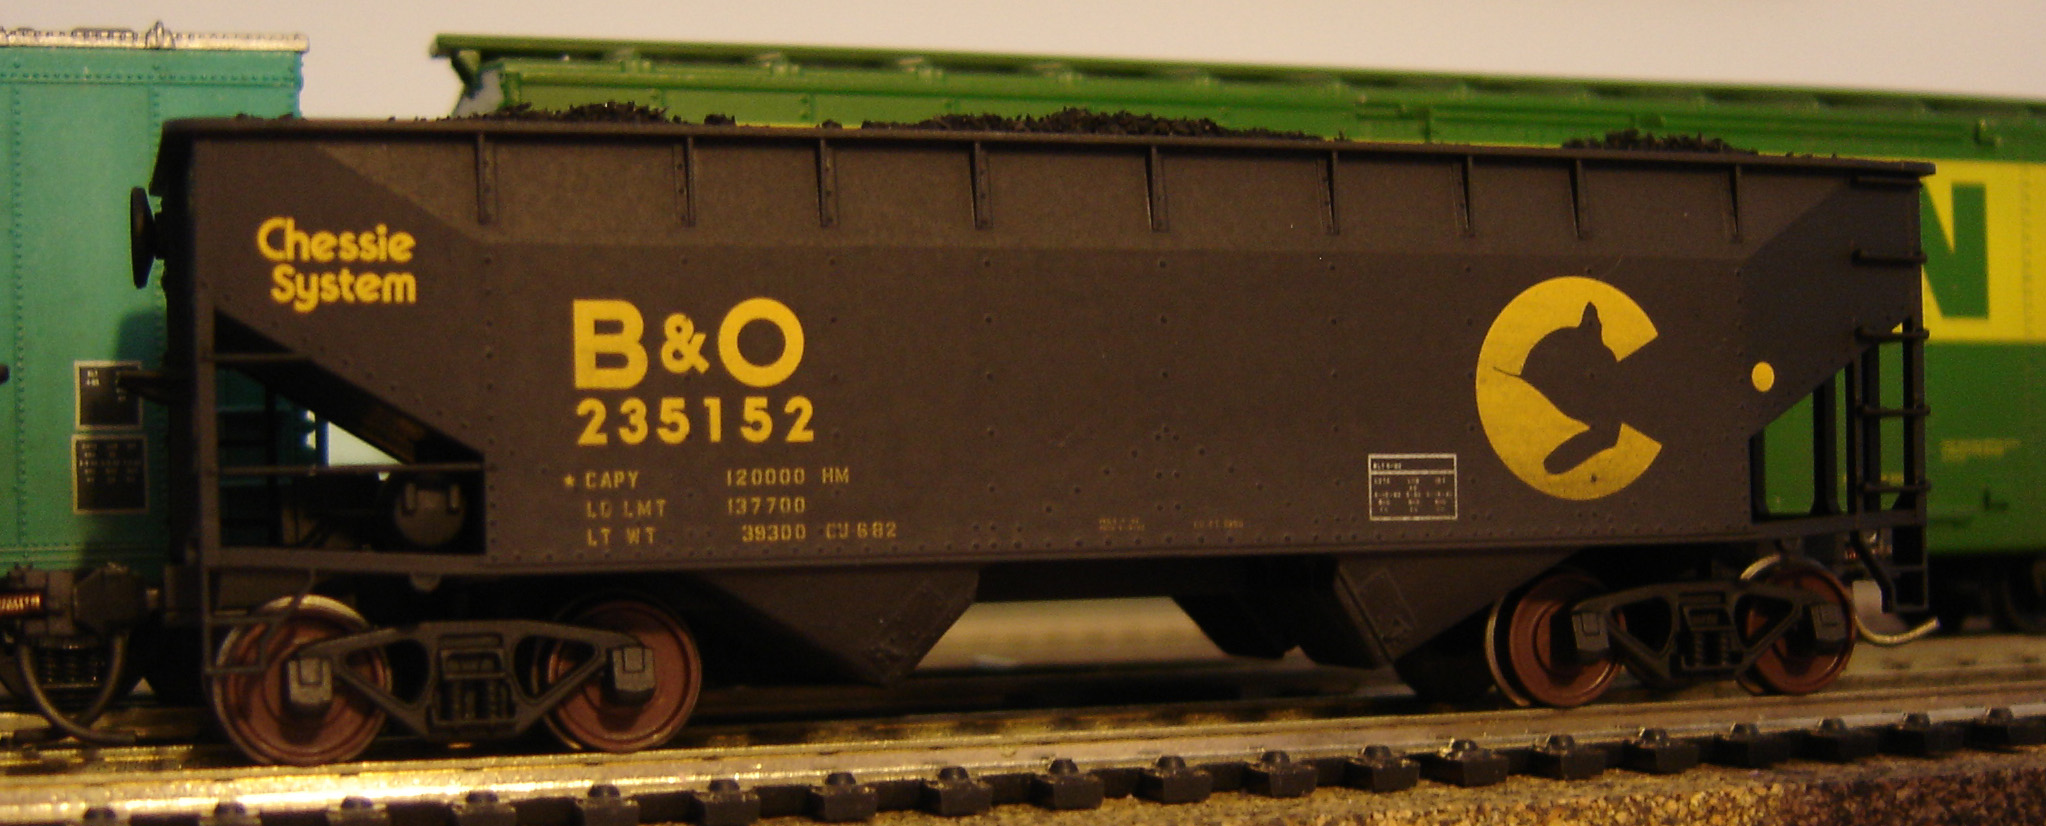 Chessie
System
B&O
235152
★ CAPY 120000 HM
LD LMT 137700
LT WT 39300 CU 682
N